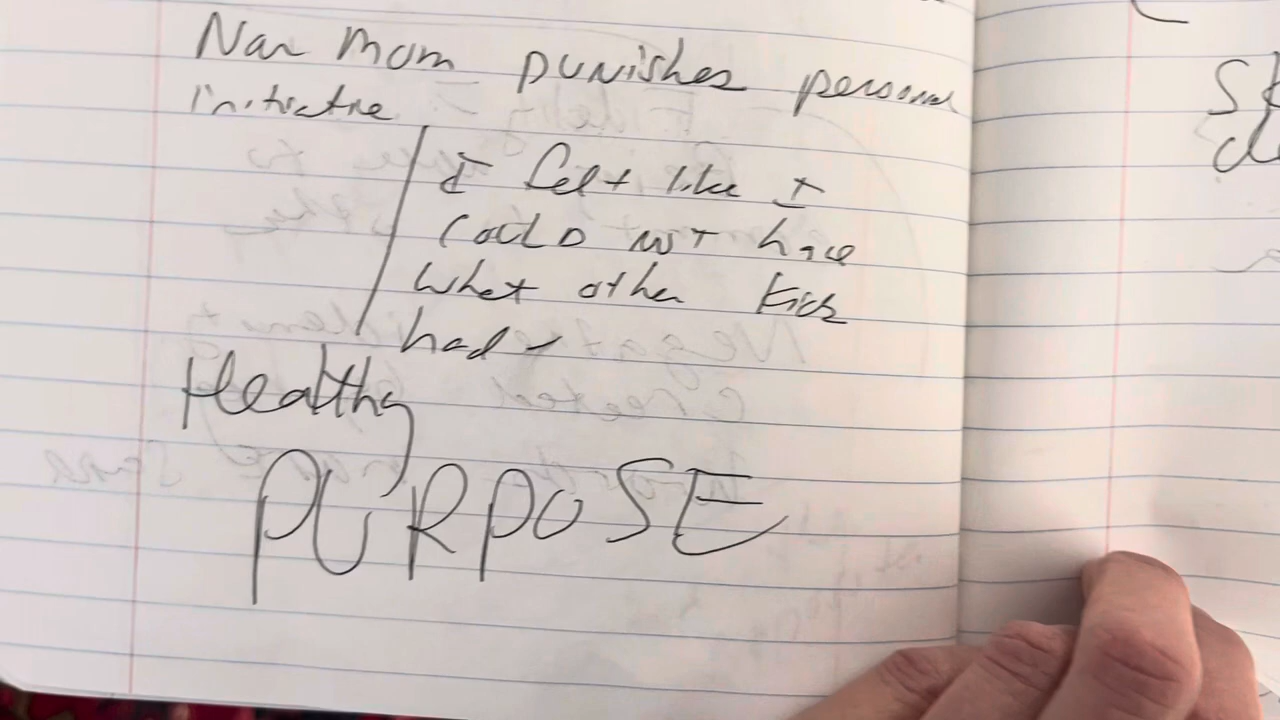 Nar Mom punishes personal
initiative
I felt like I
could not have
what other kids
had -
Healthy
PURPOSE